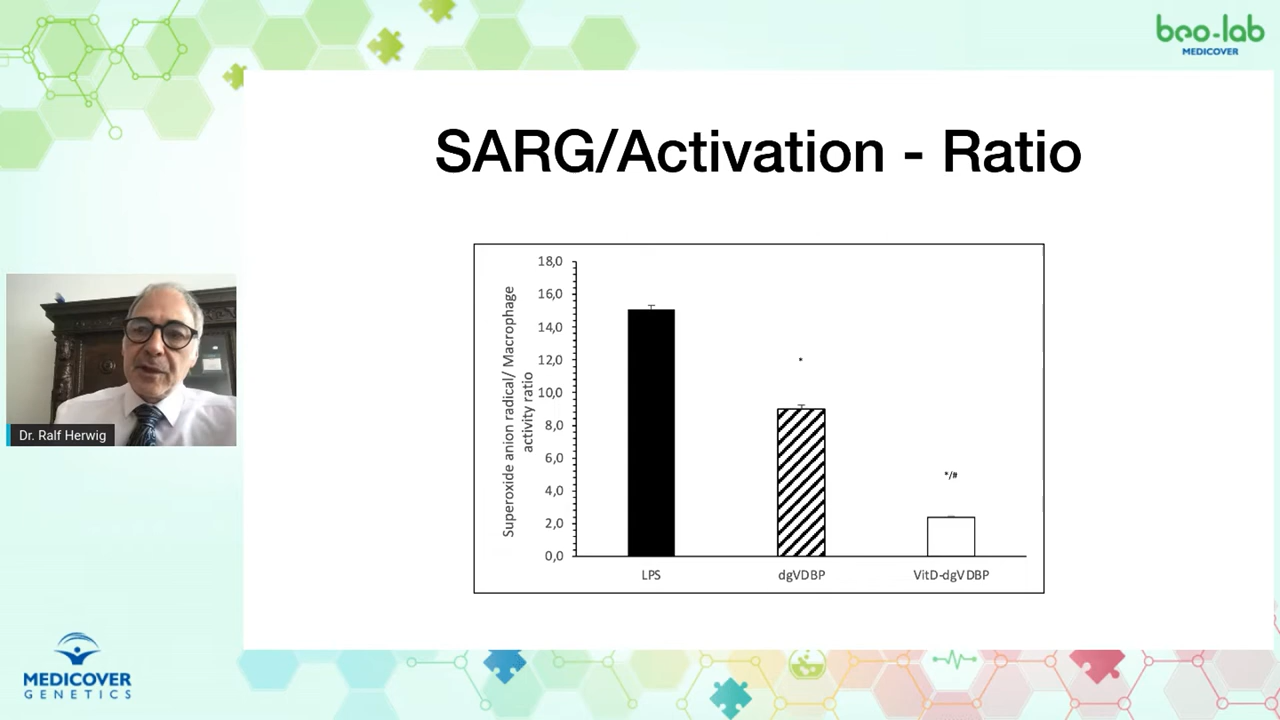 beo-lab
MEDICOVER
SARG/Activation - Ratio
Superoxide anion radical/ Macrophage
activity ratio
18,0
16,0
14,0
12,0
10,0
8,0
6,0
4,0
2,0
0,0
*
*/#
LPS
dgVDBP
VitD-dgVDBP
Dr. Ralf Herwig
MEDICOVER
GENETICS